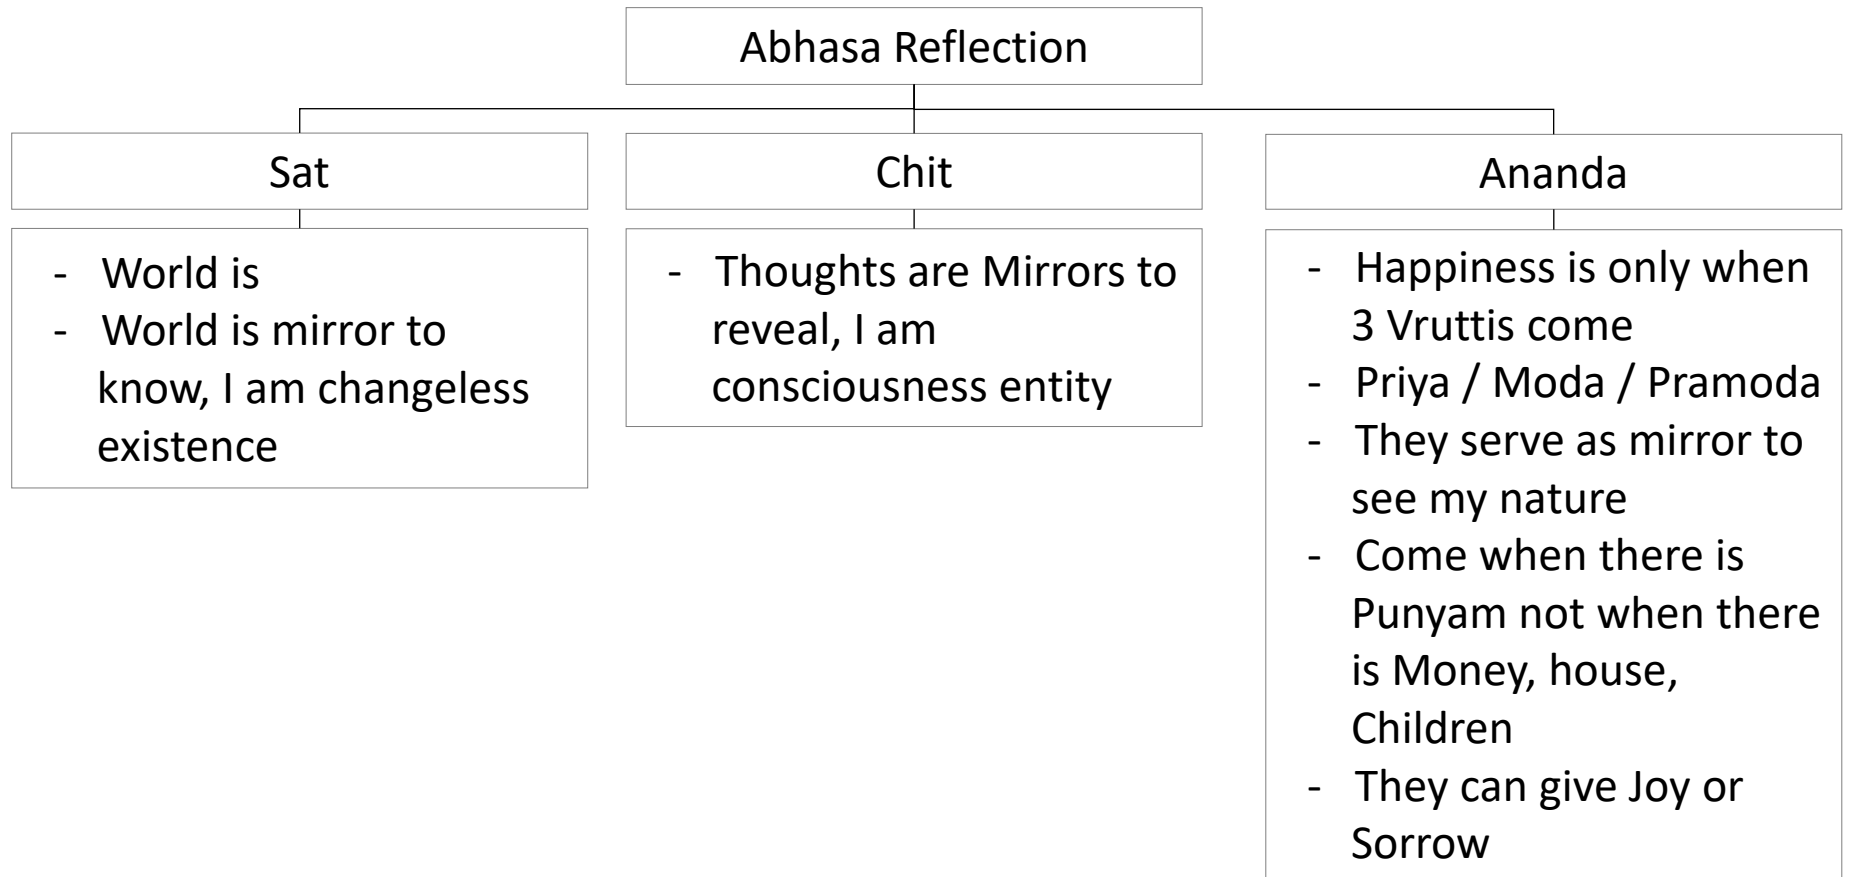 Abhasa Reflection
Sat
- World is
- World is mirror to
know, I am changeless
existence
Chit
- Thoughts are Mirrors to
reveal, I am
consciousness entity
Ananda
- Happiness is only when
3 Vruttis come
- Priya / Moda / Pramoda
- They serve as mirror to
see my nature
- Come when there is
Punyam not when there
is Money, house,
Children
- They can give Joy or
Sorrow